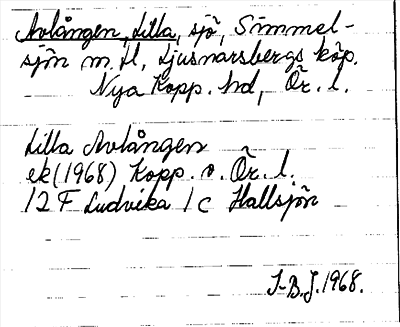 Avlången, Lilla, sjö, Simmel-
sjön m. fl, Ljusnarsbergs köp.
Nya Kopp. hd, Ör. l.
Lilla Avlången
ek (1968) Kopp. o. Ör. l.
12 F Ludvika 1 c Hallsjön
J-B.J. 1968.